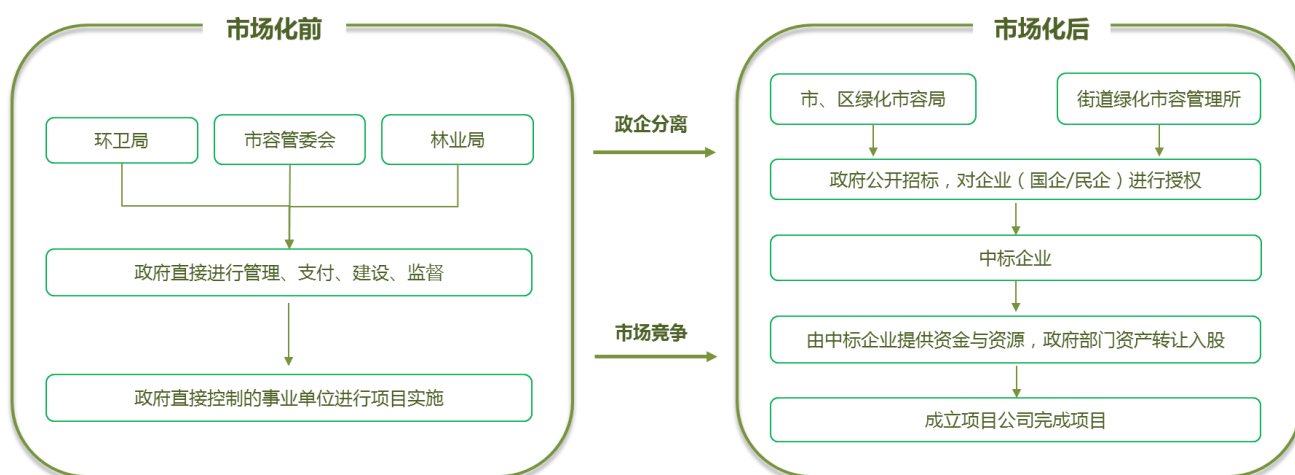 市场化前
环卫局
市容管委会
林业局
政府直接进行管理、支付、建设、监督
政府直接控制的事业单位进行项目实施
政企分离
市场竞争
市场化后
市、区绿化市容局
街道绿化市容管理所
政府公开招标，对企业（国企/民企）进行授权
中标企业
由中标企业提供资金与资源，政府部门资产转让入股
成立项目公司完成项目